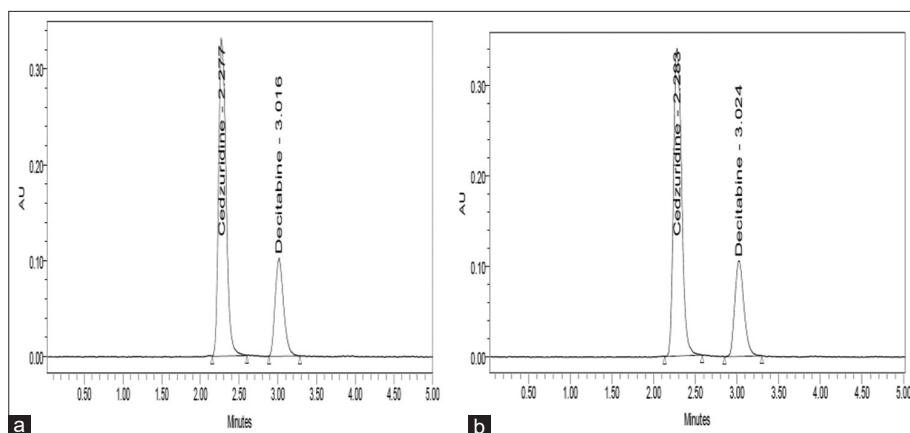 0.30
0.20
0.10
0.00
AU
Cedzuridine - 2.277
Decitabine - 3.016
0.50 1.00 1.50 2.00 2.50 3.00 3.50 4.00 4.50 5.00
Minutes
a
0.30
0.20
0.10
0.00
AU
Cedzuridine - 2.283
Decitabine - 3.024
0.50 1.00 1.50 2.00 2.50 3.00 3.50 4.00 4.50 5.00
Minutes
b